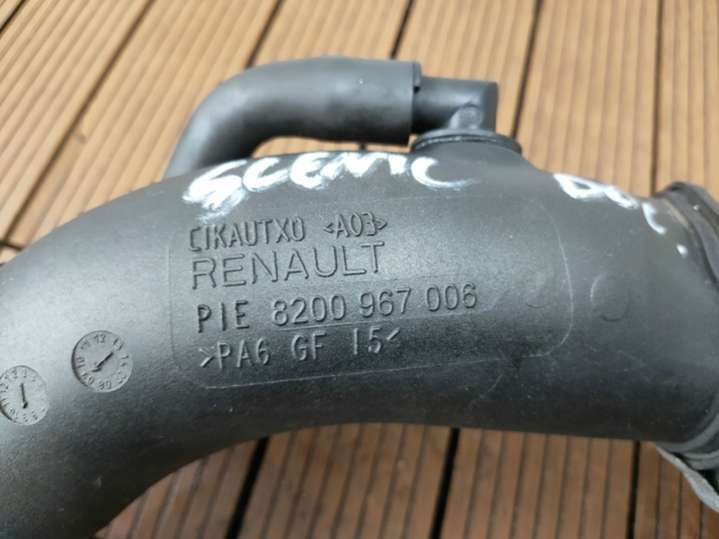 SCENIC
CIKAUTXO <A03>
RENAULT
PIE 8200 967 006
>PA6 GF 15<